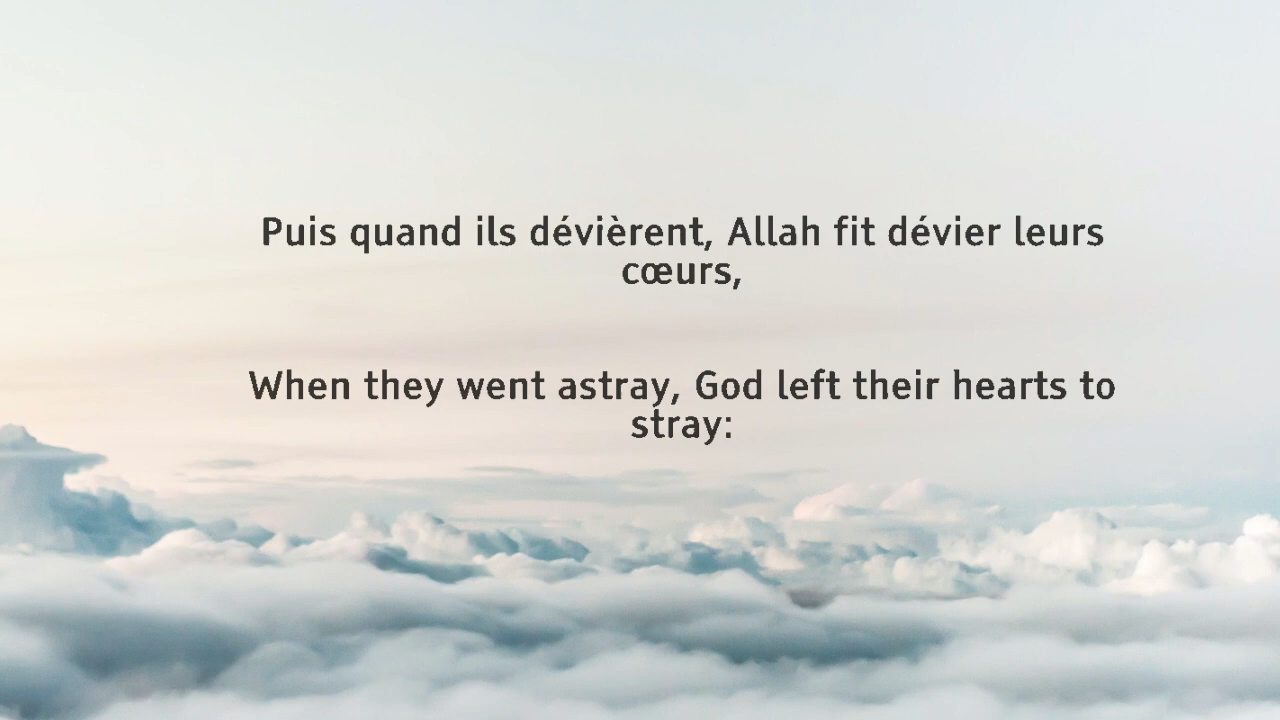 Puis quand ils dévièrent, Allah fit dévier leurs
cœurs,
When they went astray, God left their hearts to
stray: